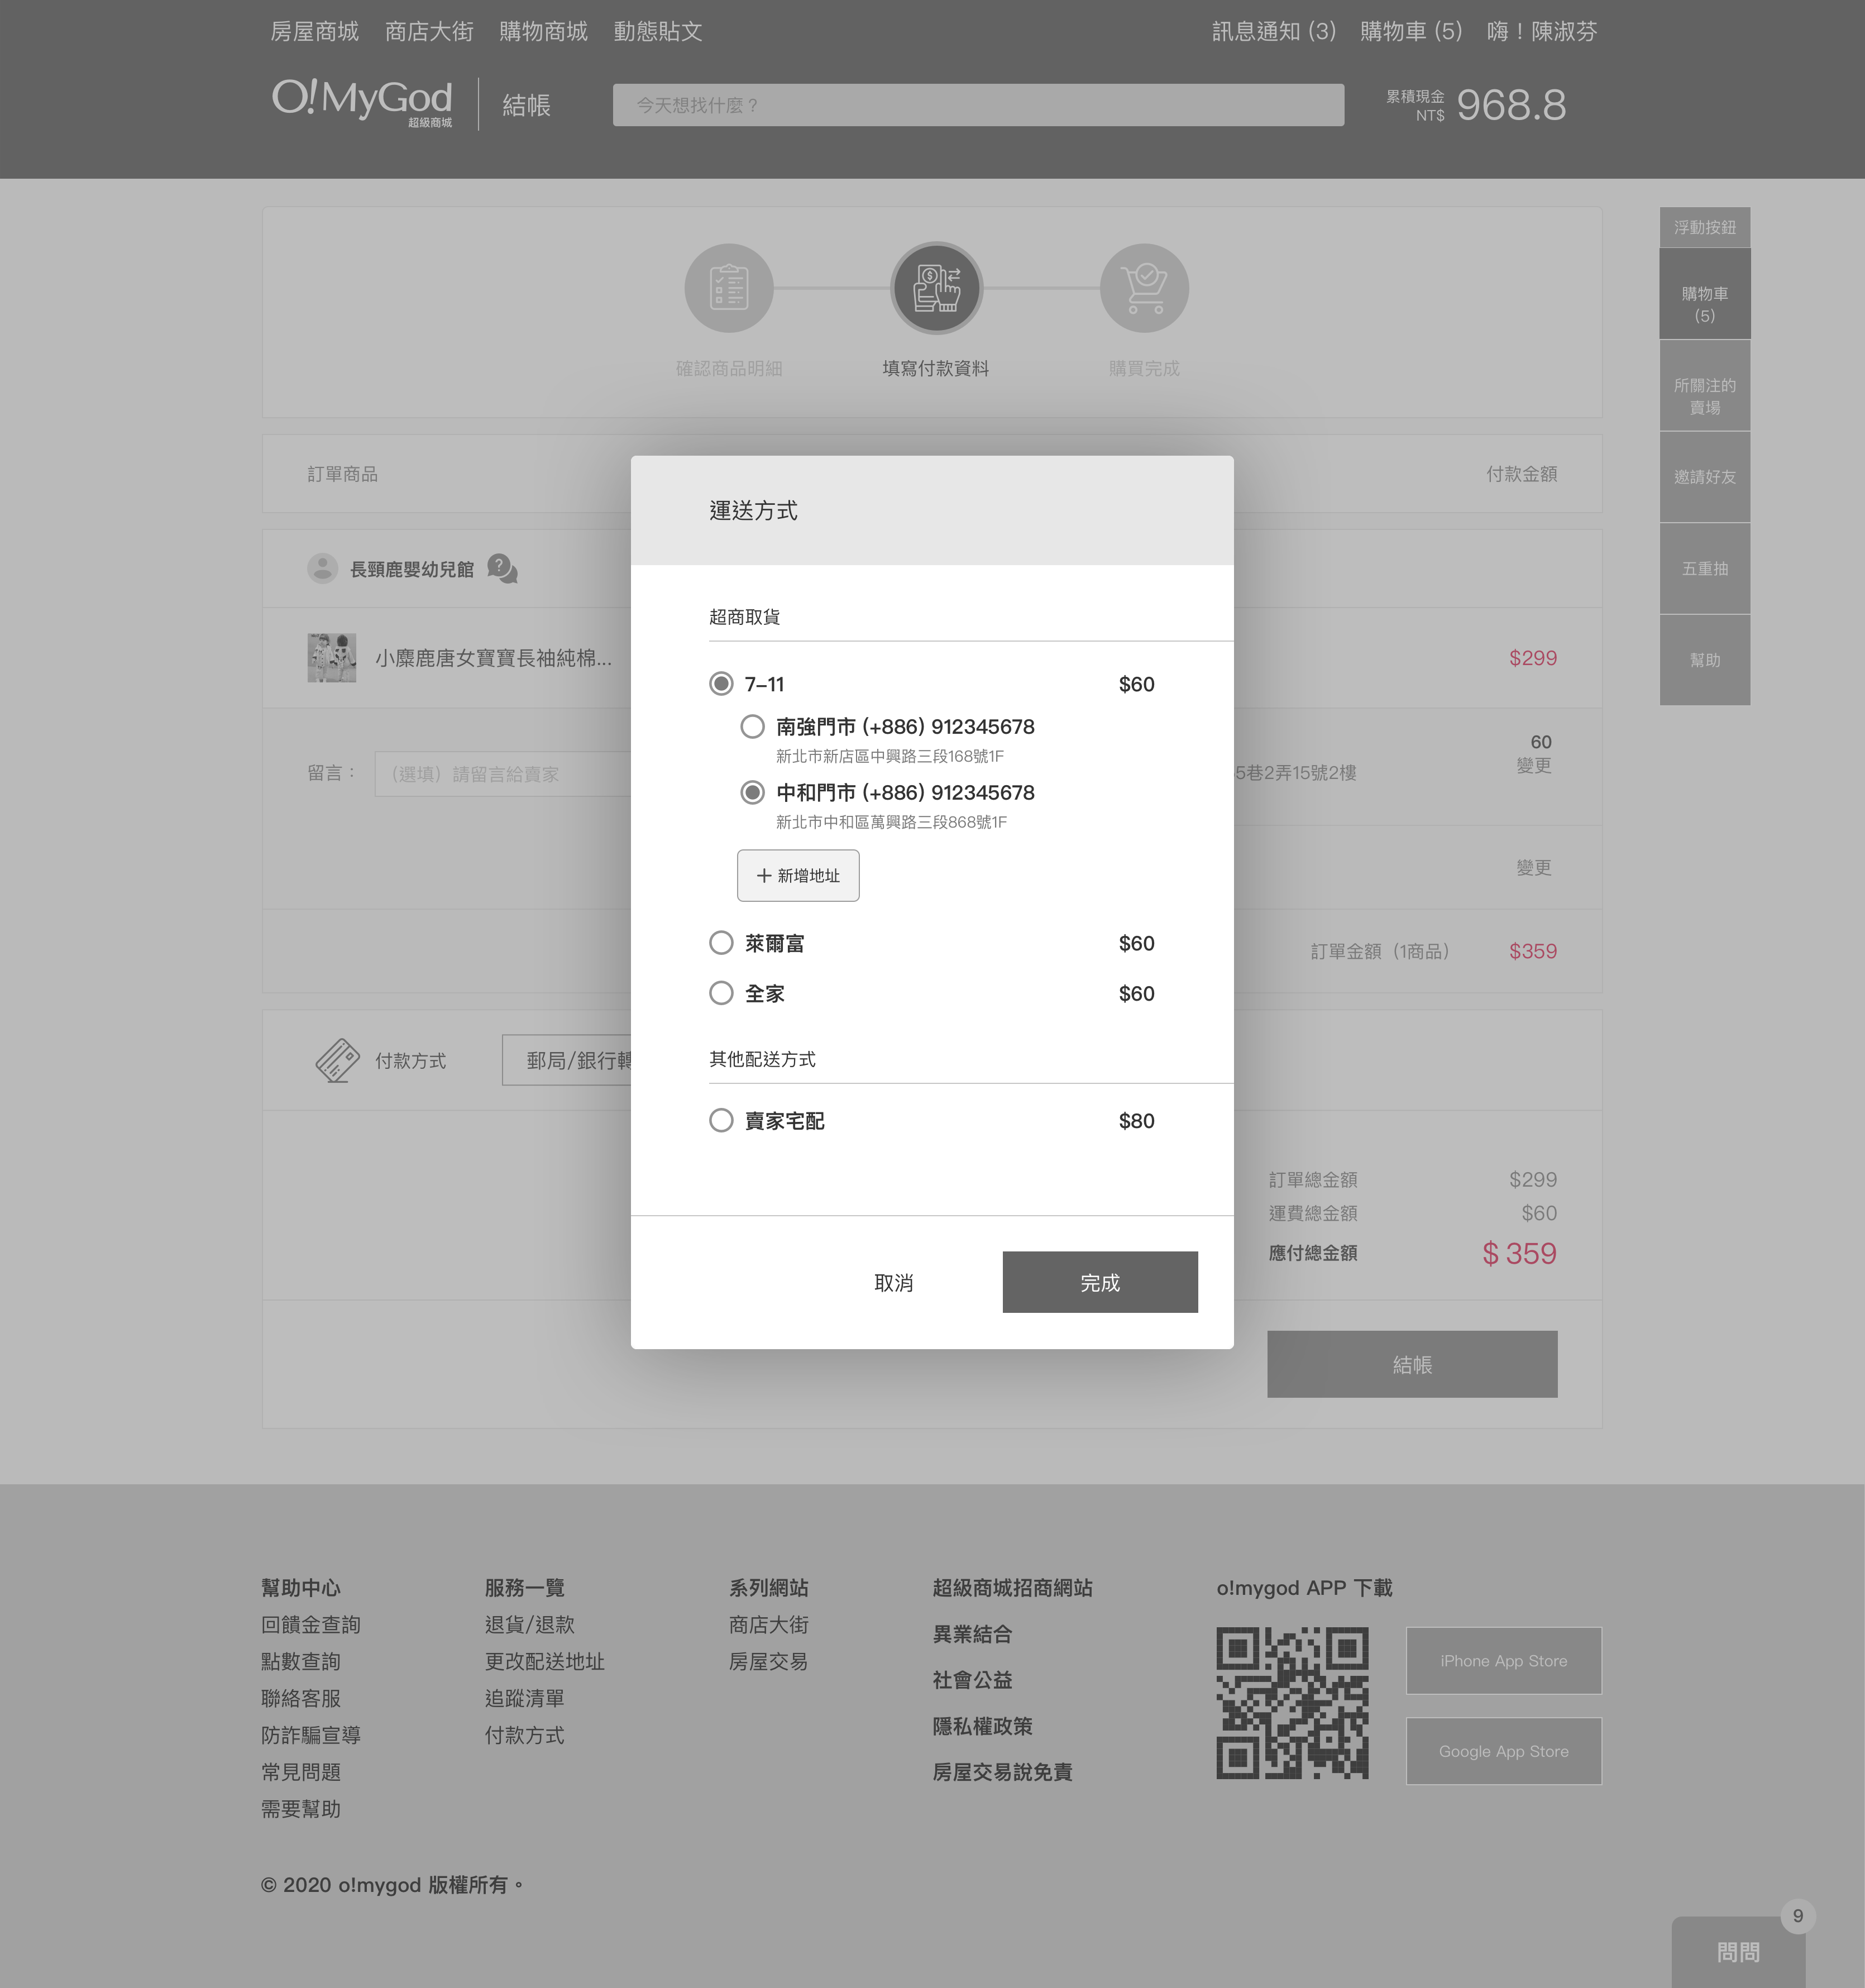 房屋商城 商店大街 購物商城 動態貼文 訊息通知 (3) 購物車 (5) 嗨！陳淑芬
O!MyGod
超級商城
結帳
今天想找什麼？
累積現金
NT$
968.8
確認商品明細
填寫付款資料
購買完成
浮動按鈕
購物車
(5)
所關注的
賣場
邀請好友
五重抽
幫助
訂單商品
付款金額
長頸鹿嬰幼兒館
小麋鹿唐女寶寶長袖純棉...
$299
留言：
（選填）請留言給賣家
5巷2弄15號2樓
60
變更
變更
訂單金額（1商品）
$359
付款方式
郵局/銀行轉
訂單總金額 $299
運費總金額 $60
應付總金額 $ 359
結帳
運送方式
超商取貨
7–11 $60
南強門市 (+886) 912345678
新北市新店區中興路三段168號1F
中和門市 (+886) 912345678
新北市中和區萬興路三段868號1F
+ 新增地址
萊爾富 $60
全家 $60
其他配送方式
賣家宅配 $80
取消
完成
幫助中心
回饋金查詢
點數查詢
聯絡客服
防詐騙宣導
常見問題
需要幫助
服務一覽
退貨/退款
更改配送地址
追蹤清單
付款方式
系列網站
商店大街
房屋交易
超級商城招商網站
異業結合
社會公益
隱私權政策
房屋交易說免責
o!mygod APP 下載
iPhone App Store
Google App Store
© 2020 o!mygod 版權所有。
9
問問